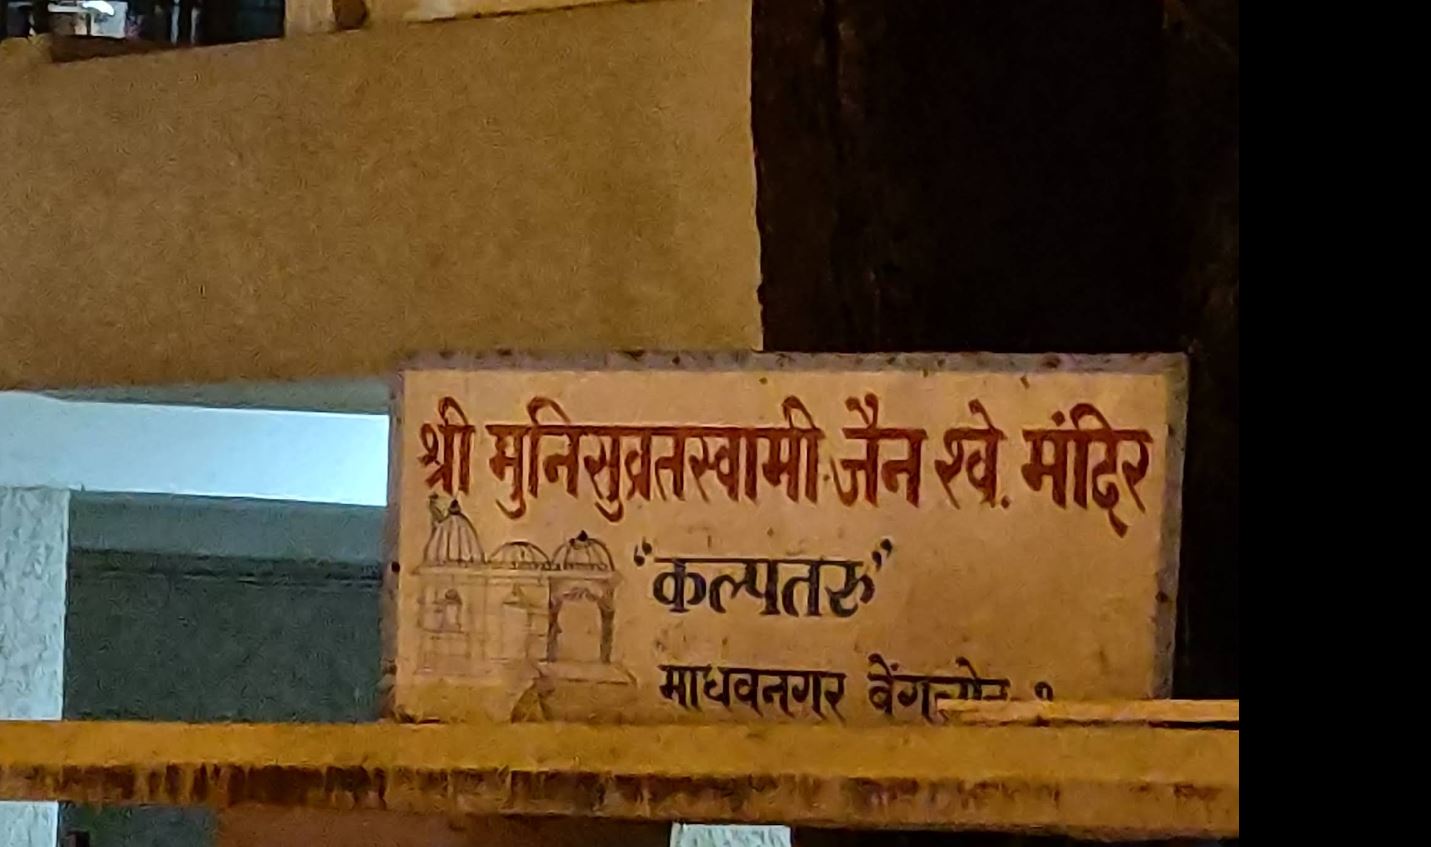 श्री मुनिसुव्रतस्वामी जैन श्वे. मंदिर
"कल्पतरू"
माधवनगर